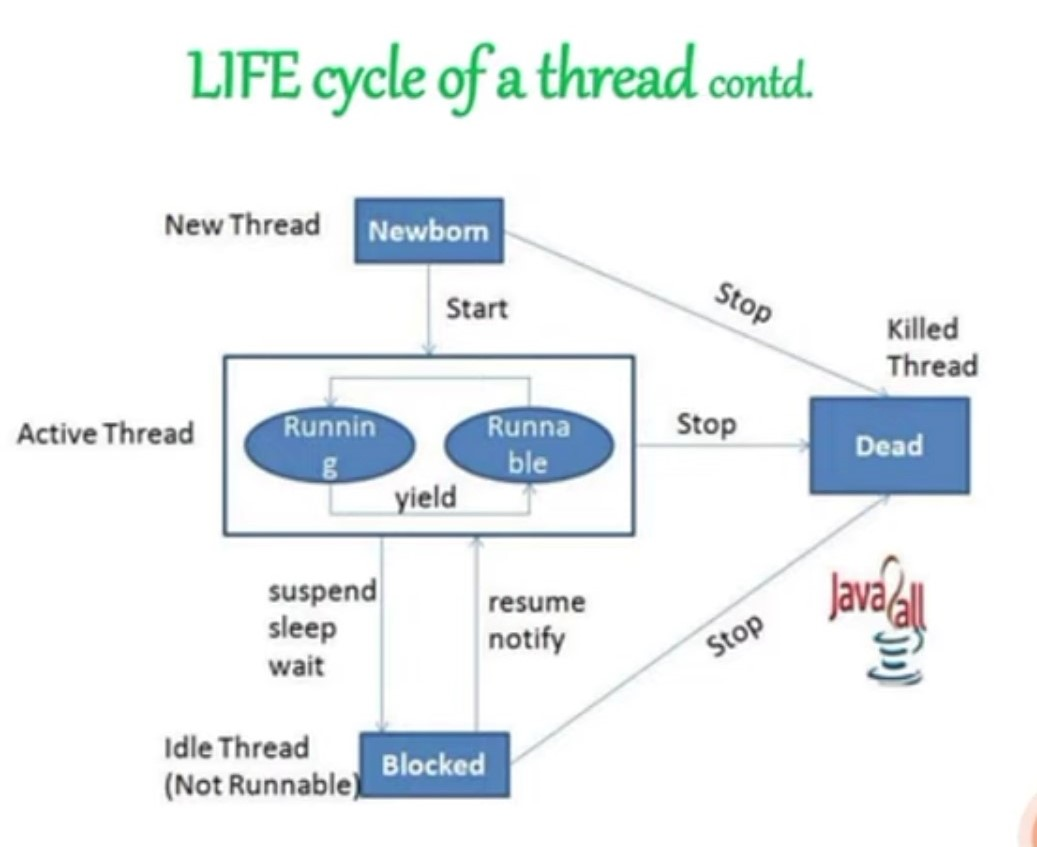 LIFE cycle of a thread contd.
New Thread
Newborn
Start
Stop
Killed
Thread
Active Thread
Runnin
g
Runna
ble
yield
Stop
Dead
suspend
sleep
wait
resume
notify
Stop
Java2all
Idle Thread
(Not Runnable)
Blocked